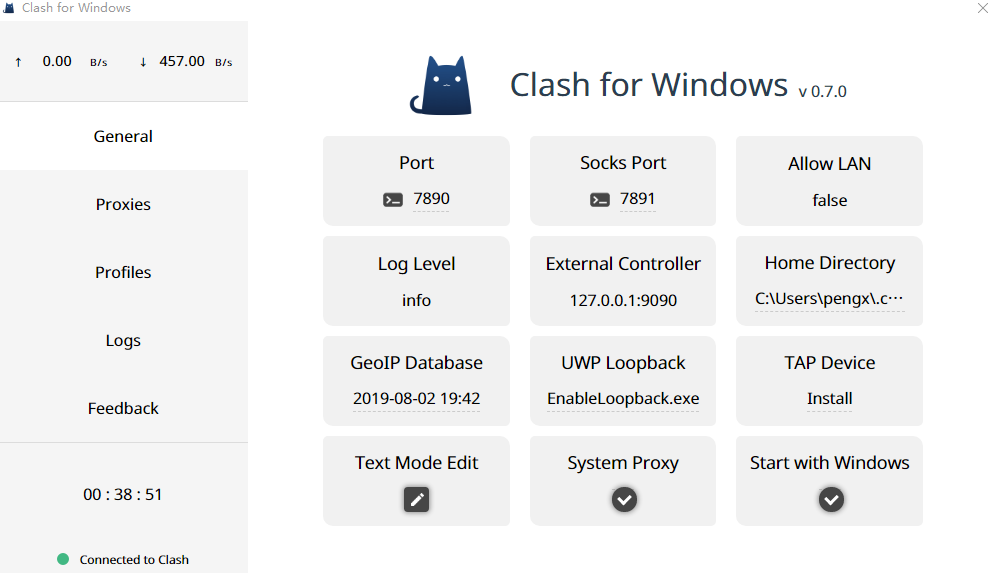 Clash for Windows
↑ 0.00 B/s ↓ 457.00 B/s
General
Proxies
Profiles
Logs
Feedback
00 : 38 : 51
Connected to Clash
Clash for Windows v 0.7.0
Port
7890
Socks Port
7891
Allow LAN
false
Log Level
info
External Controller
127.0.0.1:9090
Home Directory
C:\Users\pengx\.c⋯
GeoIP Database
2019-08-02 19:42
UWP Loopback
EnableLoopback.exe
TAP Device
Install
Text Mode Edit
System Proxy
Start with Windows